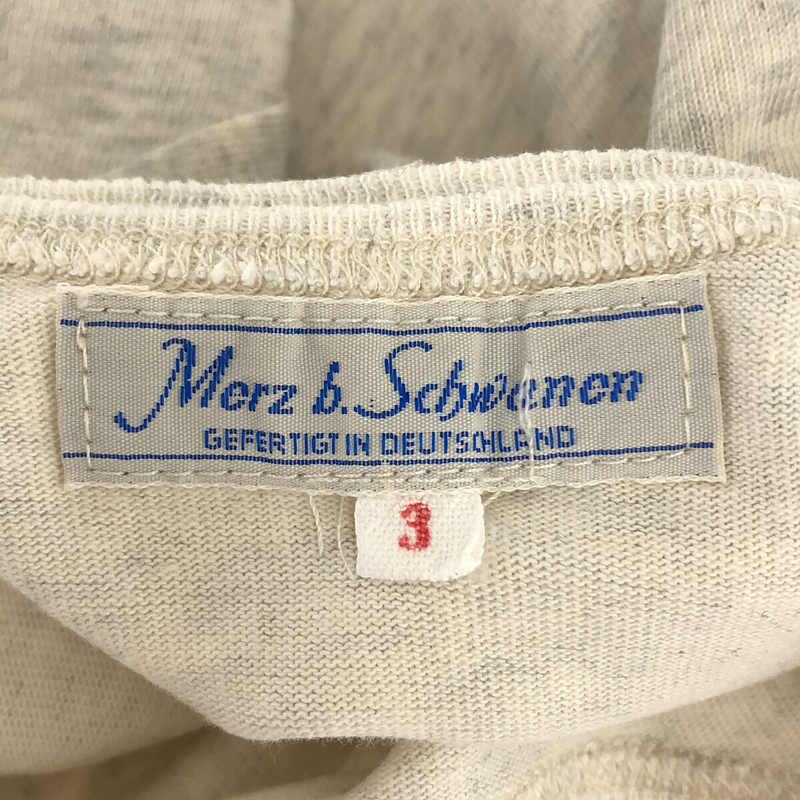 Merz b. Schwanen
GEFERTIGT IN DEUTSCHLAND
3